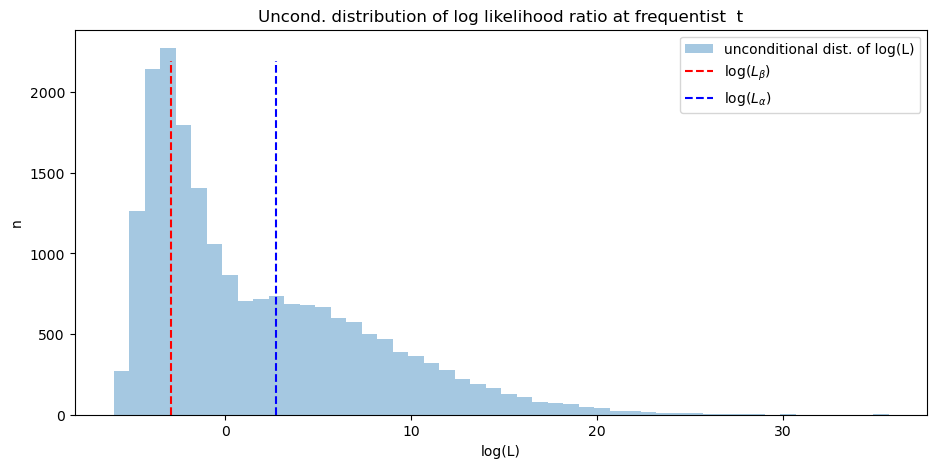 Uncond. distribution of log likelihood ratio at frequentist  t
unconditional dist. of log(L)
log(L_β)
log(L_α)
n
2000
1500
1000
500
0
0
10
20
30
log(L)